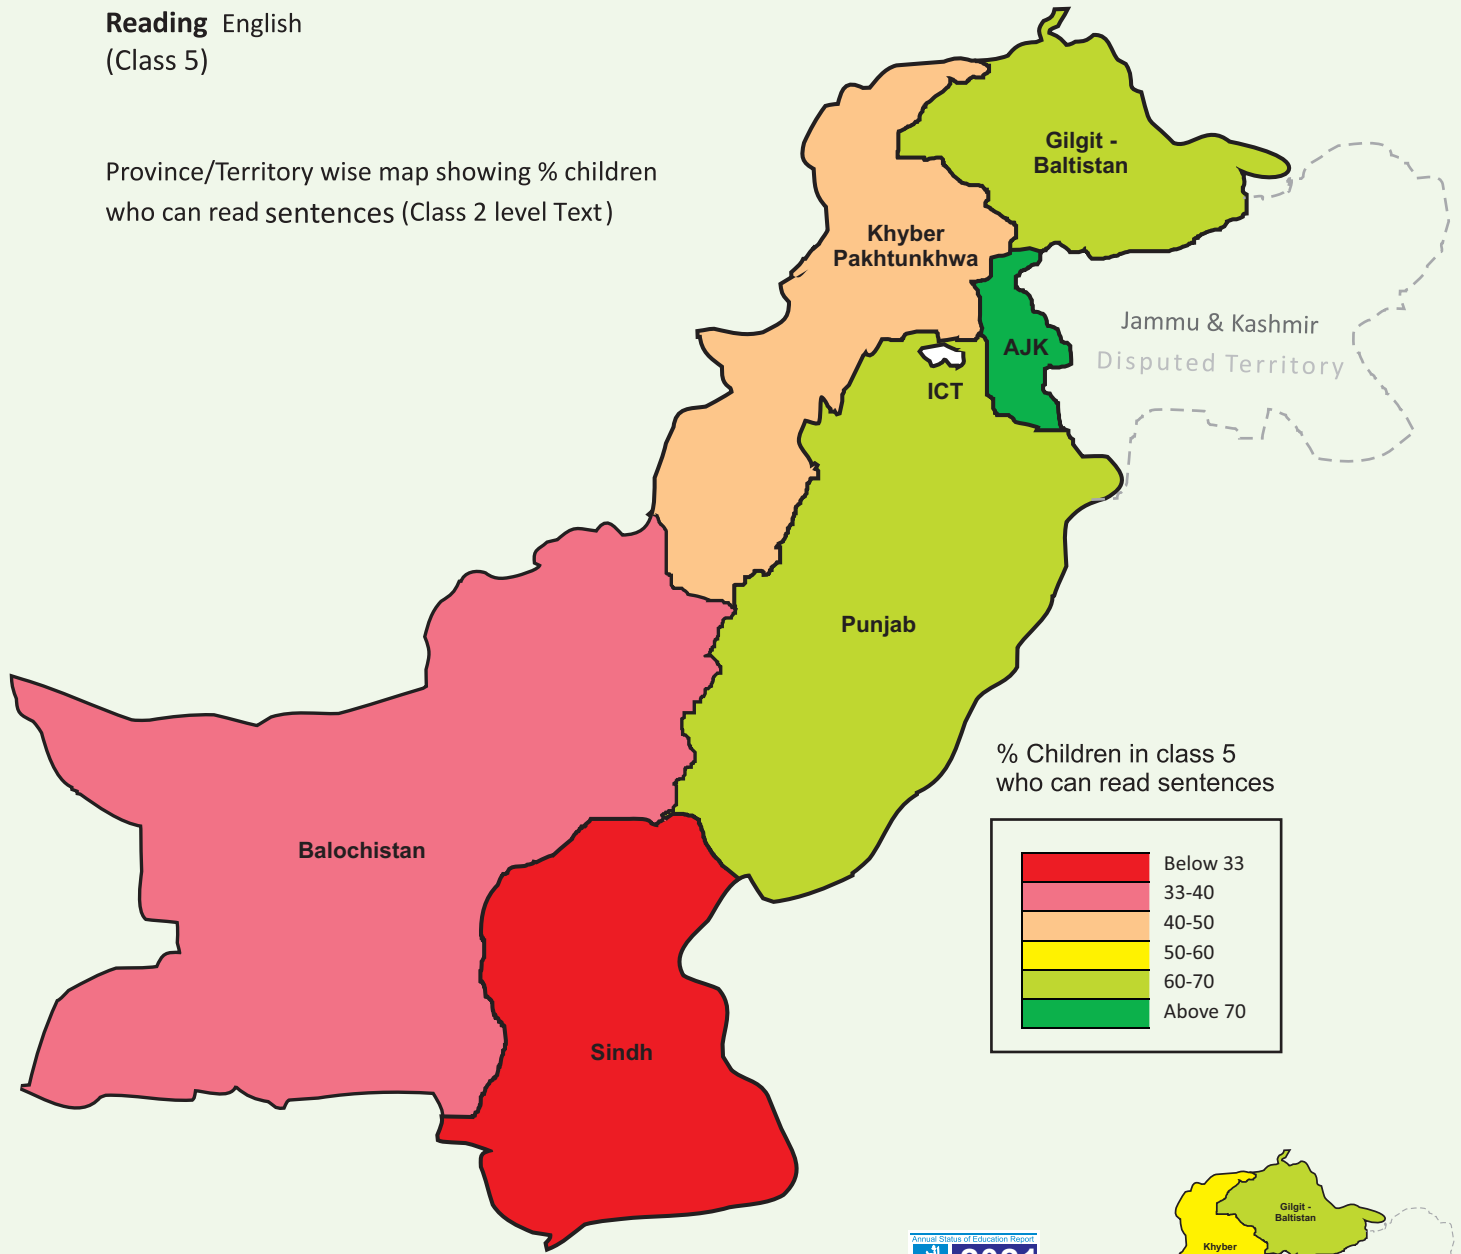 Reading English
(Class 5)
Province/Territory wise map showing % children
who can read sentences (Class 2 level Text)
Gilgit -
Baltistan
Khyber
Pakhtunkhwa
AJK
Jammu & Kashmir
Disputed Territory
ICT
Punjab
Balochistan
Sindh
% Children in class 5
who can read sentences
Below 33
33-40
40-50
50-60
60-70
Above 70
Gilgit -
Baltistan
Khyber
Annual Status of Education Report